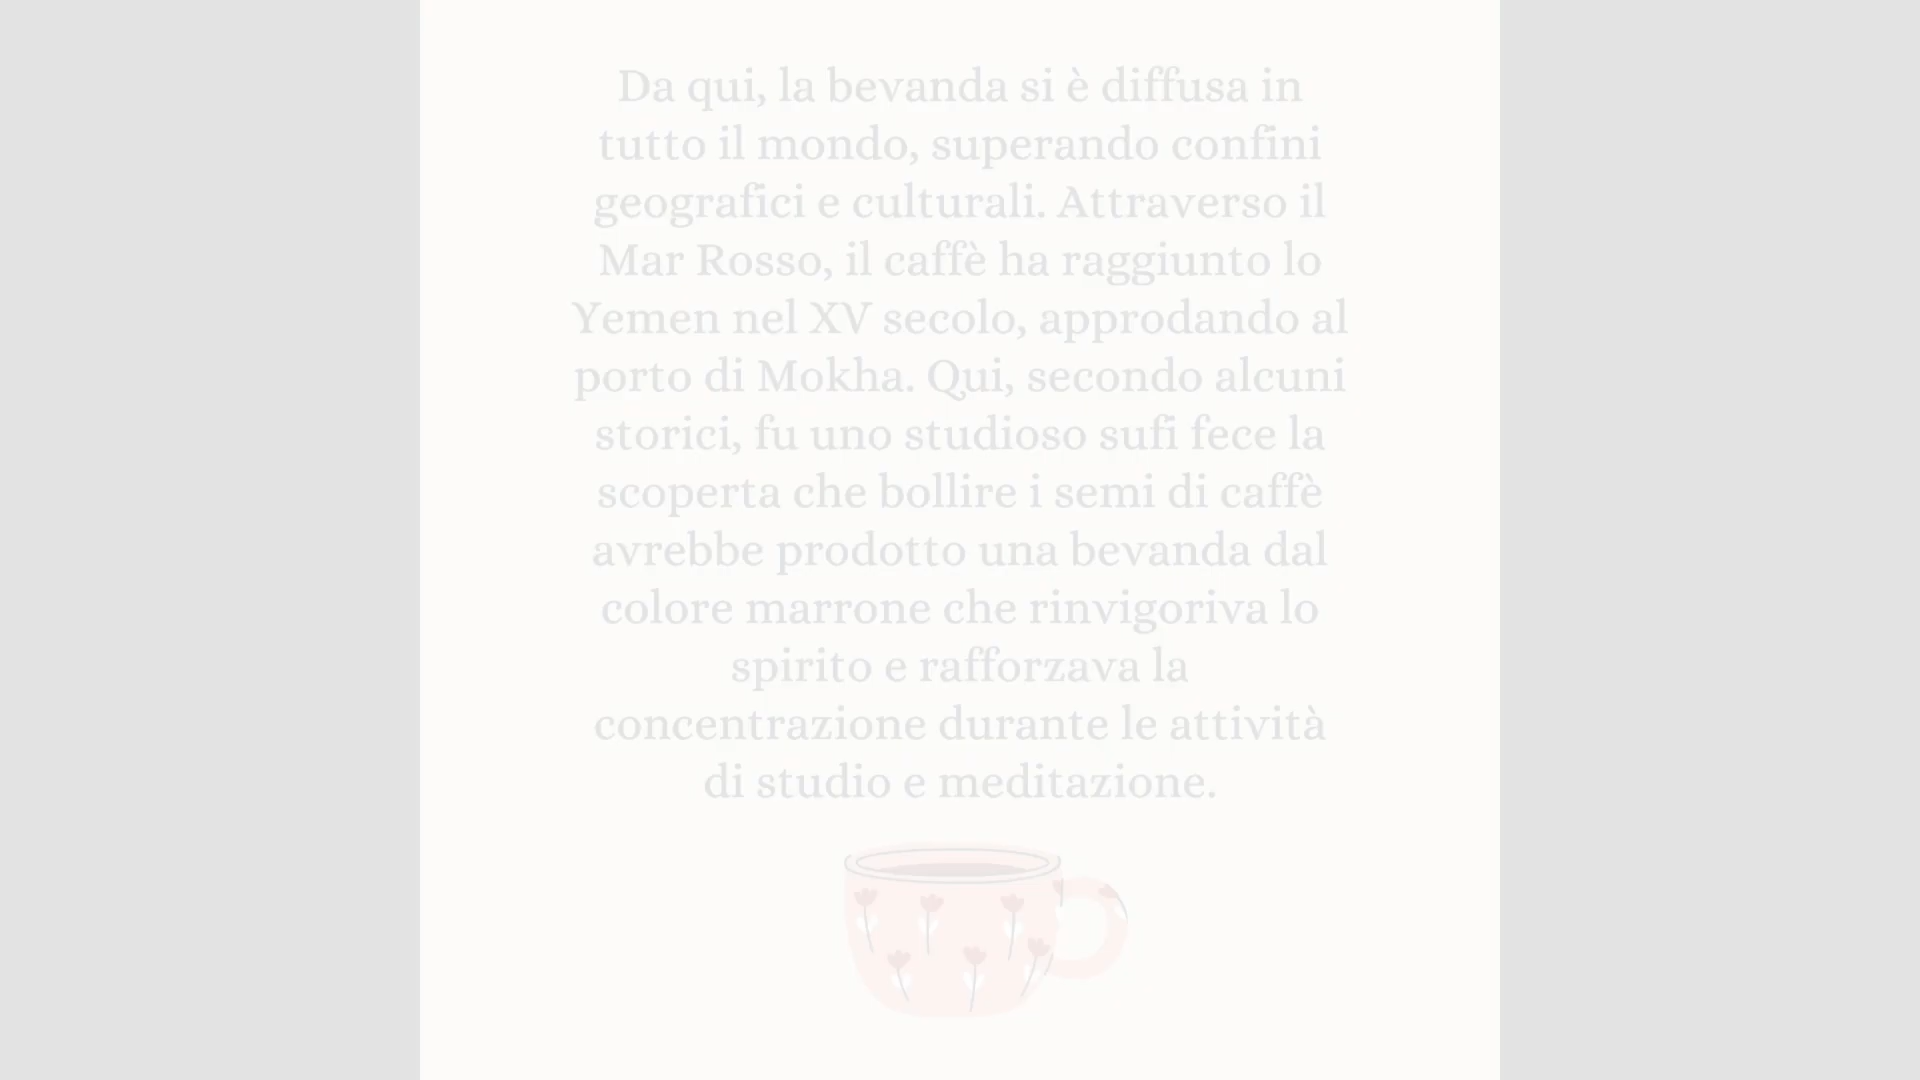 Da qui, la bevanda si è diffusa in
tutto il mondo, superando confini
geografici e culturali. Attraverso il
Mar Rosso, il caffè ha raggiunto lo
Yemen nel XV secolo, approdando al
porto di Mokha. Qui, secondo alcuni
storici, fu uno studioso sufi fece la
scoperta che bollire i semi di caffè
avrebbe prodotto una bevanda dal
colore marrone che rinvigoriva lo
spirito e rafforzava la
concentrazione durante le attività
di studio e meditazione.